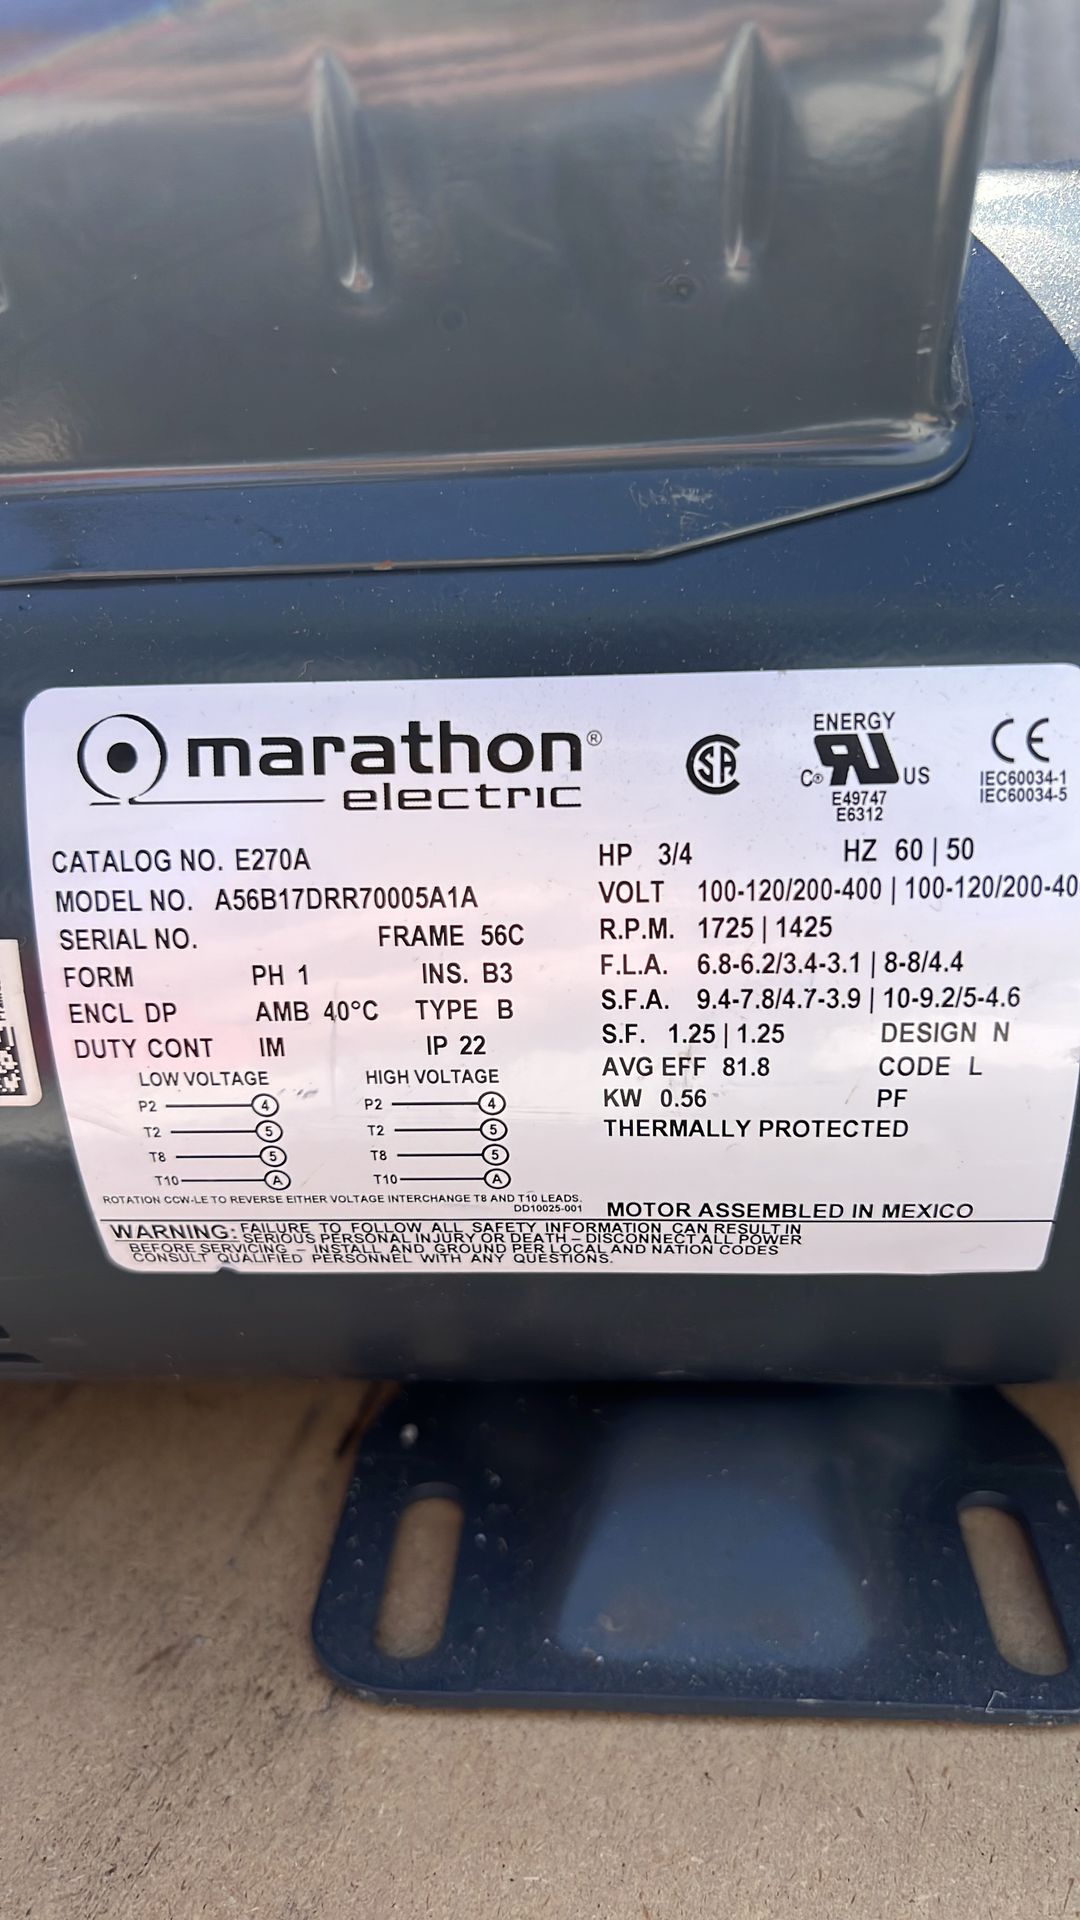 marathon®
electric
CATALOG NO. E270A
MODEL NO. A56B17DRR70005A1A
SERIAL NO. FRAME 56C
FORM PH 1 INS. B3
ENCL DP AMB 40°C TYPE B
DUTY CONT IM IP 22
LOW VOLTAGE HIGH VOLTAGE
P2 4 P2 4
T2 5 T2 5
T8 5 T8 5
T10 A T10 A
ROTATION CCW-LE TO REVERSE EITHER VOLTAGE INTERCHANGE T8 AND T10 LEADS.
DD10025-001
SA
ENERGY
C® RU US
E49747
E6312
CE
IEC60034-1
IEC60034-5
HP 3/4 HZ 60 | 50
VOLT 100-120/200-400 | 100-120/200-40
R.P.M. 1725 | 1425
F.L.A. 6.8-6.2/3.4-3.1 | 8-8/4.4
S.F.A. 9.4-7.8/4.7-3.9 | 10-9.2/5-4.6
S.F. 1.25 | 1.25 DESIGN N
AVG EFF 81.8 CODE L
KW 0.56 PF
THERMALLY PROTECTED
MOTOR ASSEMBLED IN MEXICO
WARNING: FAILURE TO FOLLOW ALL SAFETY INFORMATION CAN RESULT IN
SERIOUS PERSONAL INJURY OR DEATH – DISCONNECT ALL POWER
BEFORE SERVICING – INSTALL AND GROUND PER LOCAL AND NATION CODES
CONSULT QUALIFIED PERSONNEL WITH ANY QUESTIONS.